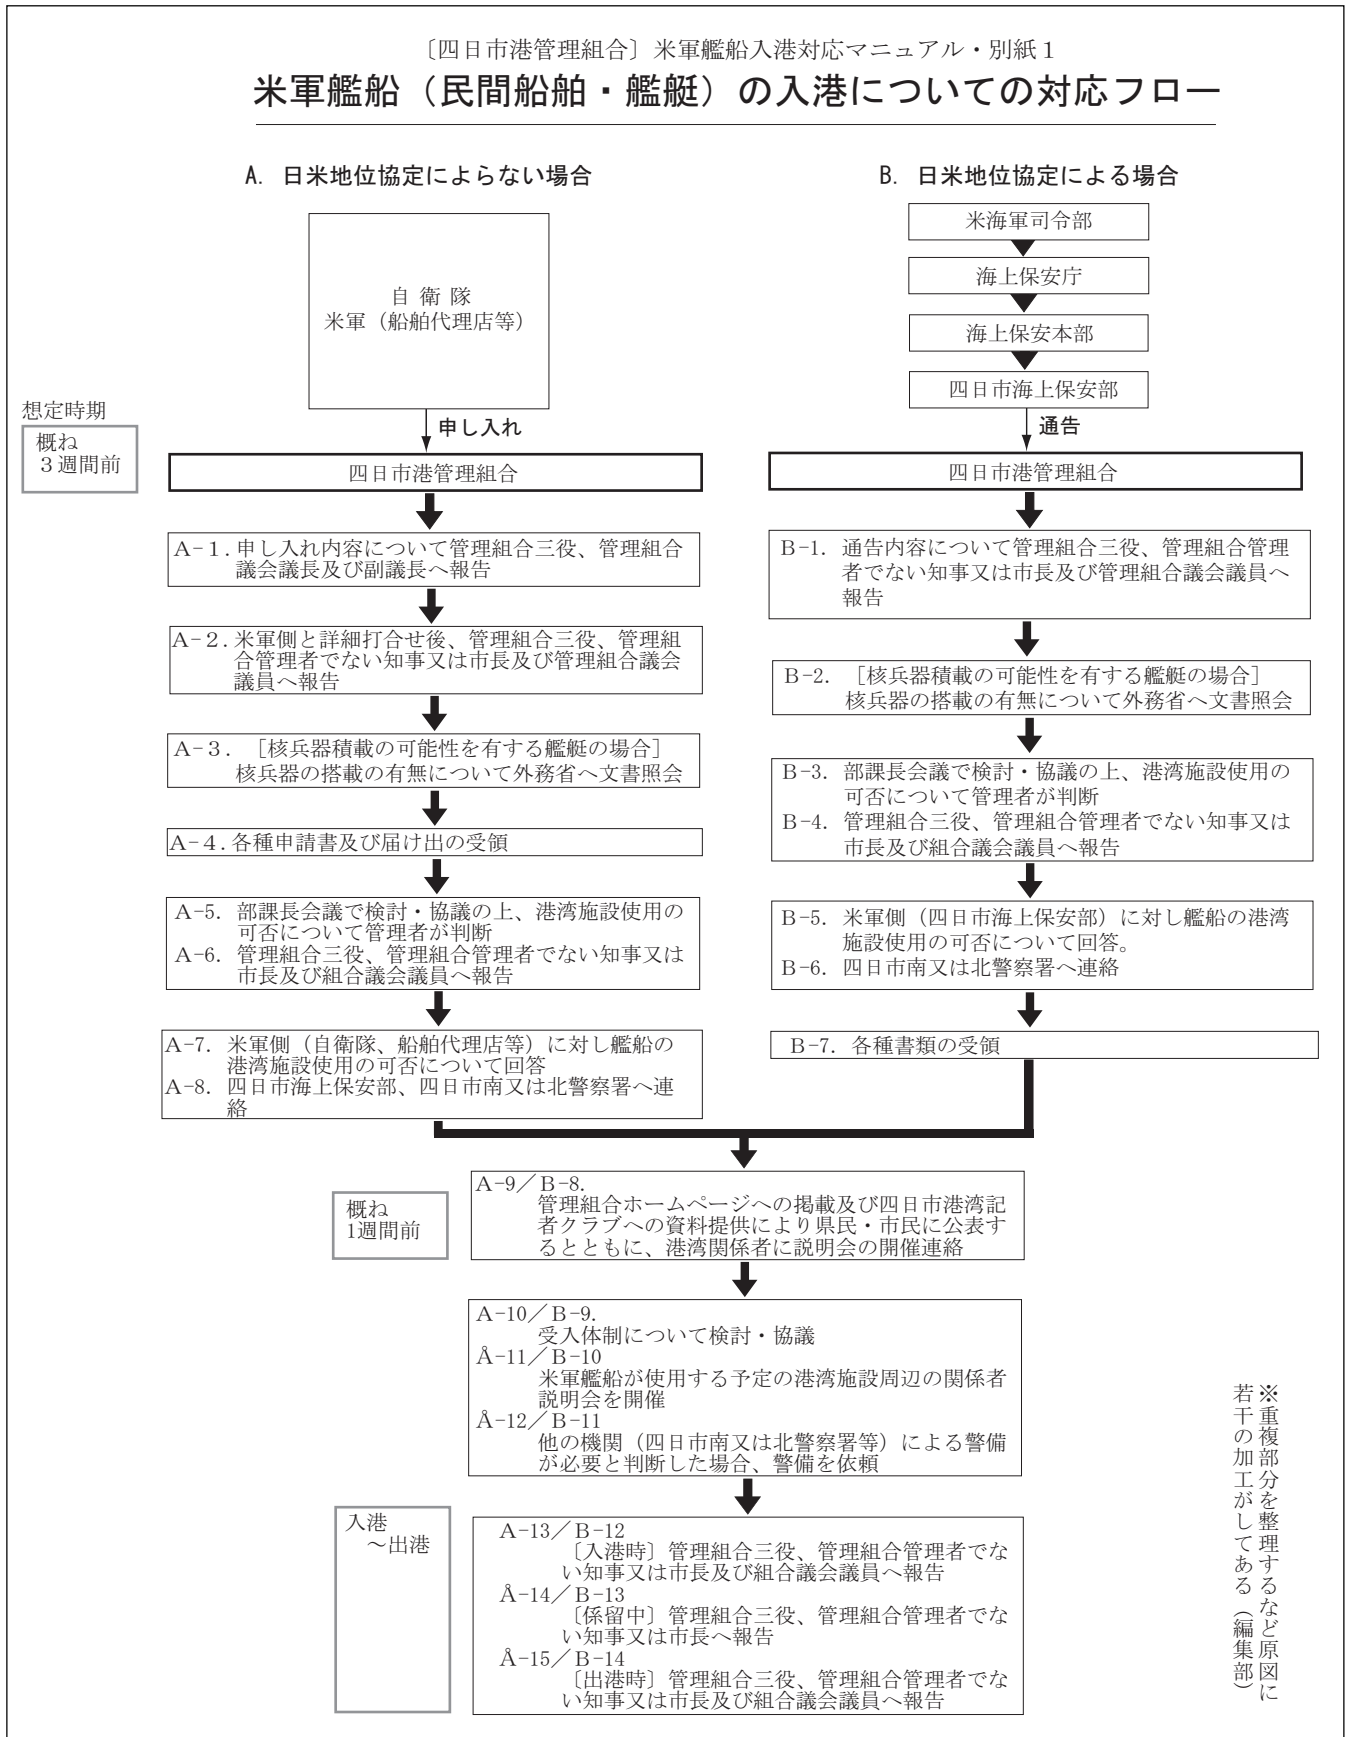 〔四日市港管理組合〕米軍艦船入港対応マニュアル・別紙１
米軍艦船（民間船舶・艦艇）の入港についての対応フロー
A. 日米地位協定によらない場合
自 衛 隊
米軍（船舶代理店等）
申し入れ
想定時期
概ね
３週間前
四日市港管理組合
A-１. 申し入れ内容について管理組合三役、管理組合
議会議長及び副議長へ報告
A-２. 米軍側と詳細打合せ後、管理組合三役、管理組
合管理者でない知事又は市長及び管理組合議会
議員へ報告
A-３. ［核兵器積載の可能性を有する艦艇の場合］
核兵器の搭載の有無について外務省へ文書照会
A-４. 各種申請書及び届け出の受領
A-5. 部課長会議で検討・協議の上、港湾施設使用の
可否について管理者が判断
A-6. 管理組合三役、管理組合管理者でない知事又は
市長及び組合議会議員へ報告
A-7. 米軍側（自衛隊、船舶代理店等）に対し艦船の
港湾施設使用の可否について回答
A-8. 四日市海上保安部、四日市南又は北警察署へ連
絡
B. 日米地位協定による場合
米海軍司令部
海上保安庁
海上保安本部
四日市海上保安部
通告
四日市港管理組合
B-1. 通告内容について管理組合三役、管理組合管理
者でない知事又は市長及び管理組合議会議員へ
報告
B-2. ［核兵器積載の可能性を有する艦艇の場合］
核兵器の搭載の有無について外務省へ文書照会
B-3. 部課長会議で検討・協議の上、港湾施設使用の
可否について管理者が判断
B-4. 管理組合三役、管理組合管理者でない知事又は
市長及び組合議会議員へ報告
B-5. 米軍側（四日市海上保安部）に対し艦船の港湾
施設使用の可否について回答。
B-6. 四日市南又は北警察署へ連絡
B-7. 各種書類の受領
概ね
1週間前
A-9／B-8.
管理組合ホームページへの掲載及び四日市港湾記
者クラブへの資料提供により県民・市民に公表す
るとともに、港湾関係者に説明会の開催連絡
A-10／B-9.
受入体制について検討・協議
Å-11／B-10
米軍艦船が使用する予定の港湾施設周辺の関係者
説明会を開催
Å-12／B-11
他の機関（四日市南又は北警察署等）による警備
が必要と判断した場合、警備を依頼
入港
～出港
A-13／B-12
〔入港時〕管理組合三役、管理組合管理者でな
い知事又は市長及び組合議会議員へ報告
Å-14／B-13
〔係留中〕管理組合三役、管理組合管理者でな
い知事又は市長へ報告
Å-15／B-14
〔出港時〕管理組合三役、管理組合管理者でな
い知事又は市長及び組合議会議員へ報告
※重複部分を整理するなど原図に
若干の加工がしてある（編集部）